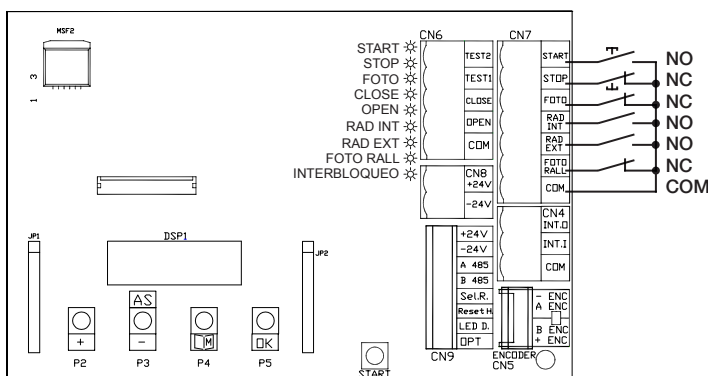 MSF2
3
1
START
STOP
FOTO
CLOSE
OPEN
RAD INT
RAD EXT
FOTO RALL
INTERBLOQUEO
CN6
TEST2
TEST1
CLOSE
OPEN
COM
CN8
+24V
-24V
CN7
START
STOP
FOTO
RAD
INT
RAD
EXT
FOTO
RALL
COM
NO
NC
NC
NO
NO
NC
COM
CN4
INT.O
INT.I
COM
JP1
DSP1
JP2
+24V
-24V
A 485
B 485
Sel.R.
Reset H.
LED D.
OPT
CN9
- ENC
A ENC
B ENC
+ ENC
ENCODER
CN5
AS
+
-
M
OK
P2
P3
P4
P5
START